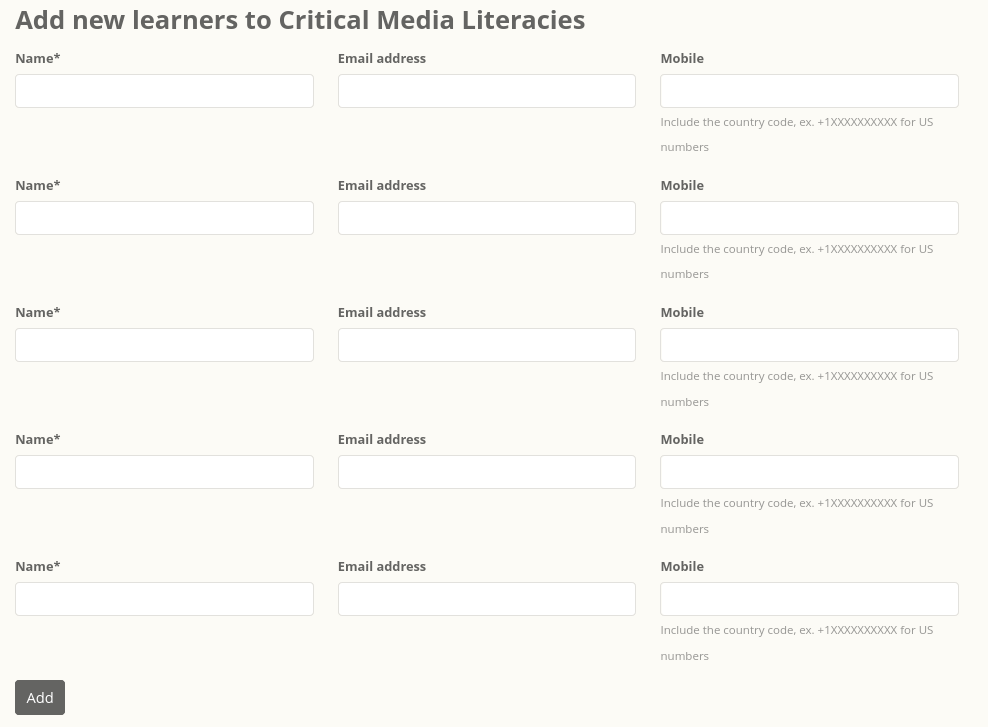 Add new learners to Critical Media Literacies
Name* Email address Mobile
Include the country code, ex. +1XXXXXXXXXX for US
numbers
Name* Email address Mobile
Include the country code, ex. +1XXXXXXXXXX for US
numbers
Name* Email address Mobile
Include the country code, ex. +1XXXXXXXXXX for US
numbers
Name* Email address Mobile
Include the country code, ex. +1XXXXXXXXXX for US
numbers
Name* Email address Mobile
Include the country code, ex. +1XXXXXXXXXX for US
numbers
Add